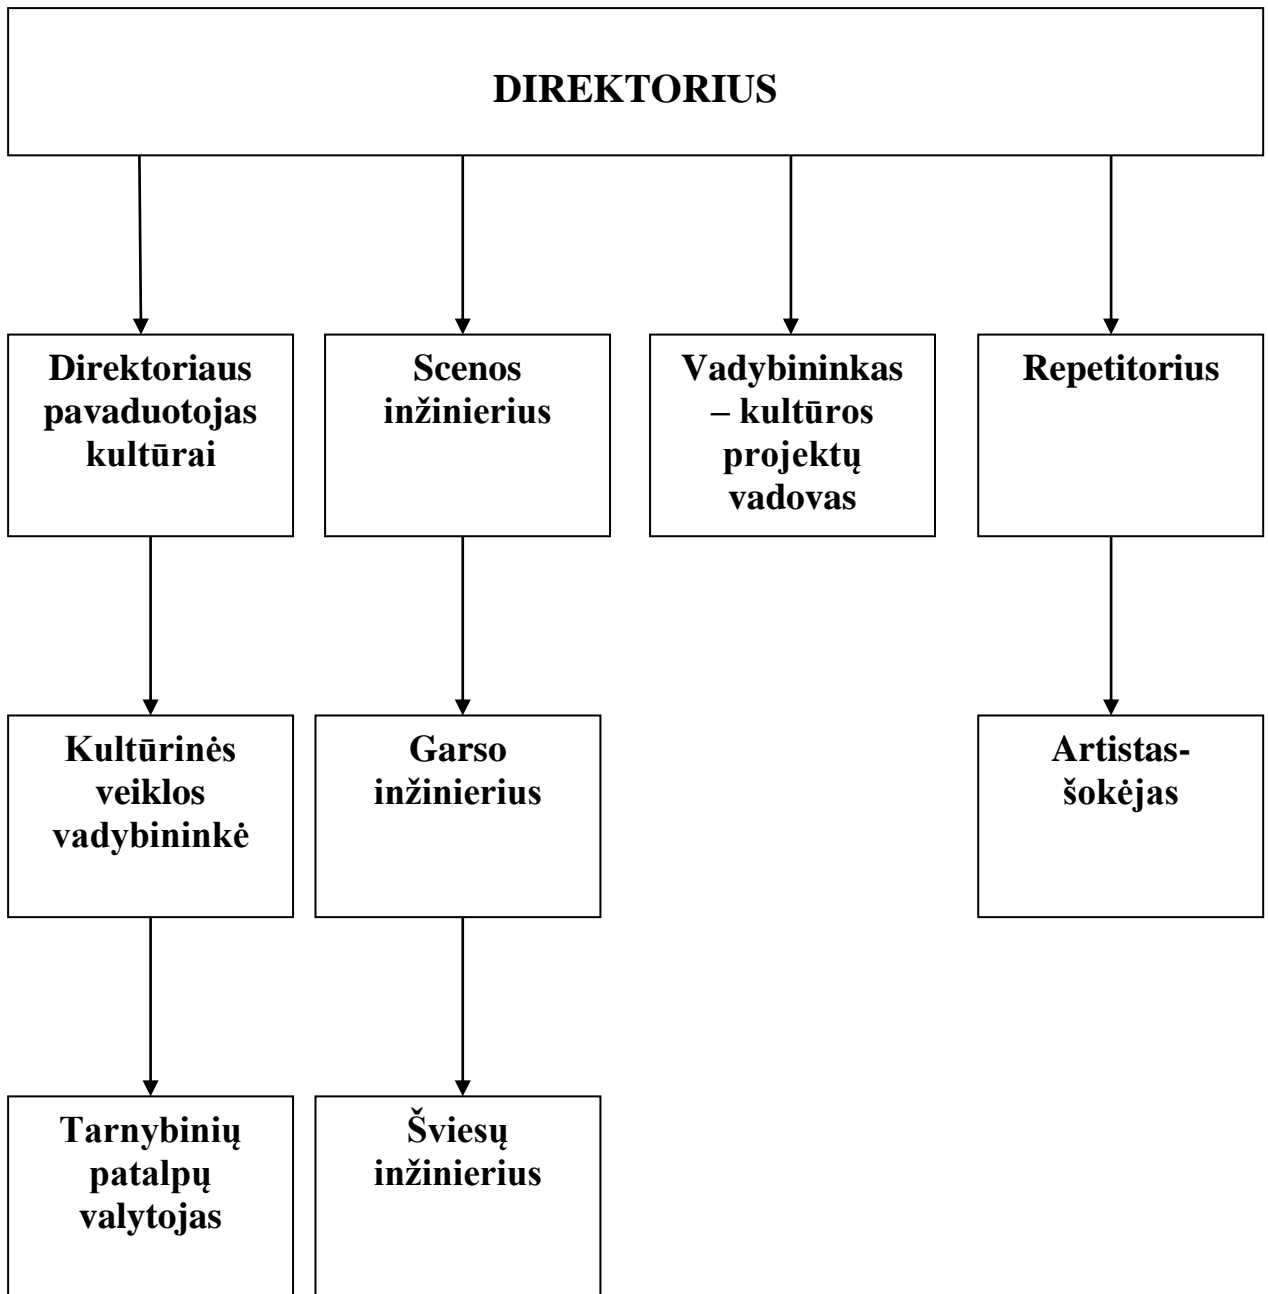 DIREKTORIUS
Direktoriaus
pavaduotojas
kultūrai
Scenos
inžinierius
Vadybininkas
– kultūros
projektų
vadovas
Repetitorius
Kultūrinės
veiklos
vadybininkė
Garso
inžinierius
Artistas-
šokėjas
Tarnybinių
patalpų
valytojas
Šviesų
inžinierius